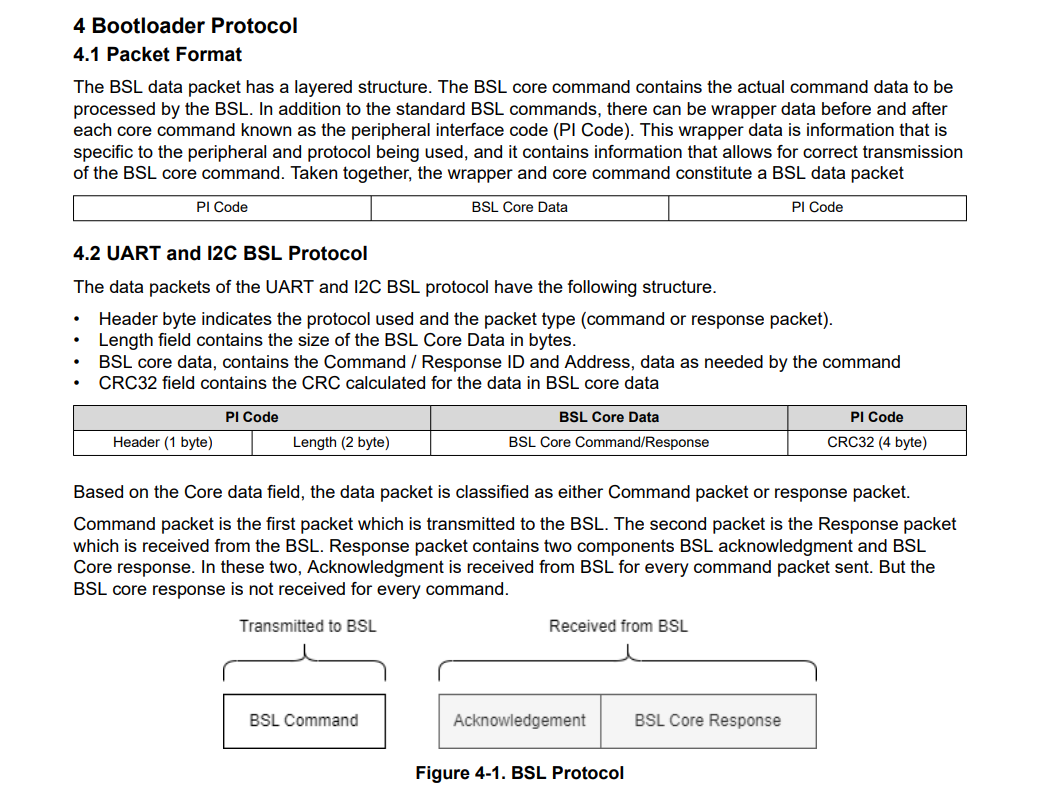 4 Bootloader Protocol
4.1 Packet Format
The BSL data packet has a layered structure. The BSL core command contains the actual command data to be
processed by the BSL. In addition to the standard BSL commands, there can be wrapper data before and after
each core command known as the peripheral interface code (PI Code). This wrapper data is information that is
specific to the peripheral and protocol being used, and it contains information that allows for correct transmission
of the BSL core command. Taken together, the wrapper and core command constitute a BSL data packet
PI Code BSL Core Data PI Code
4.2 UART and I2C BSL Protocol
The data packets of the UART and I2C BSL protocol have the following structure.
• Header byte indicates the protocol used and the packet type (command or response packet).
• Length field contains the size of the BSL Core Data in bytes.
• BSL core data, contains the Command / Response ID and Address, data as needed by the command
• CRC32 field contains the CRC calculated for the data in BSL core data
PI Code BSL Core Data PI Code
Header (1 byte) Length (2 byte) BSL Core Command/Response CRC32 (4 byte)
Based on the Core data field, the data packet is classified as either Command packet or response packet.
Command packet is the first packet which is transmitted to the BSL. The second packet is the Response packet
which is received from the BSL. Response packet contains two components BSL acknowledgment and BSL
Core response. In these two, Acknowledgment is received from BSL for every command packet sent. But the
BSL core response is not received for every command.
Transmitted to BSL Received from BSL
BSL Command Acknowledgement BSL Core Response
Figure 4-1. BSL Protocol